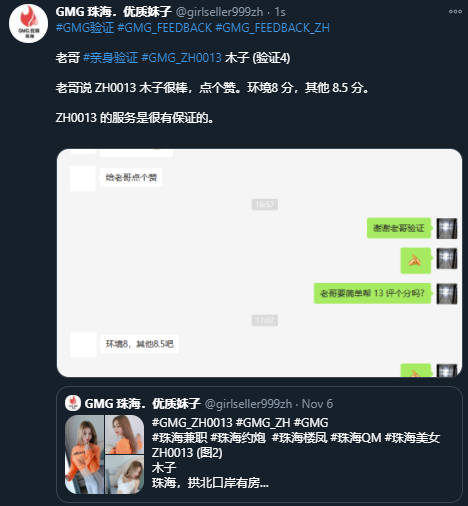 GMG 珠海．优质妹子 @girlseller999zh · 1s
#GMG验证 #GMG_FEEDBACK #GMG_FEEDBACK_ZH
老哥 #亲身验证 #GMG_ZH0013 木子 (验证4)
老哥说 ZH0013 木子很棒，点个赞。环境8 分，其他 8.5 分。
ZH0013 的服务是很有保证的。
给老哥点个赞
16:57
谢谢老哥验证
老哥要简单帮 13 评个分吗？
17:07
环境8，其他8.5吧
GMG 珠海．优质妹子 @girlseller999zh · Nov 6
#GMG_ZH0013 #GMG_ZH #GMG
#珠海兼职 #珠海约炮 #珠海楼凤 #珠海QM #珠海美女
ZH0013 (图2)
木子
珠海，拱北口岸有房...